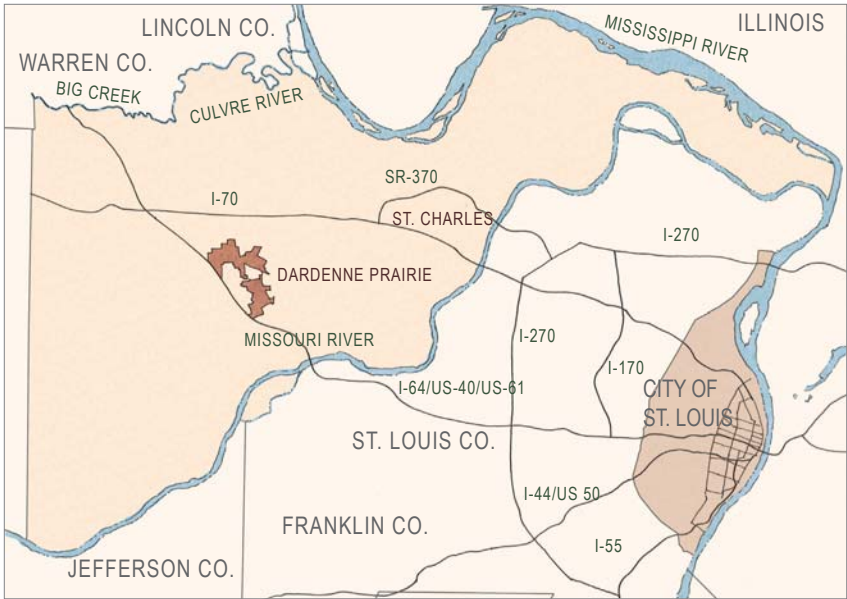 LINCOLN CO.
ILLINOIS
MISSISSIPPI RIVER
WARREN CO.
BIG CREEK
CULVRE RIVER
SR-370
I-70
ST. CHARLES
I-270
DARDENNE PRAIRIE
MISSOURI RIVER
I-270
I-170
I-64/US-40/US-61
CITY OF
ST. LOUIS
ST. LOUIS CO.
I-44/US 50
FRANKLIN CO.
I-55
JEFFERSON CO.